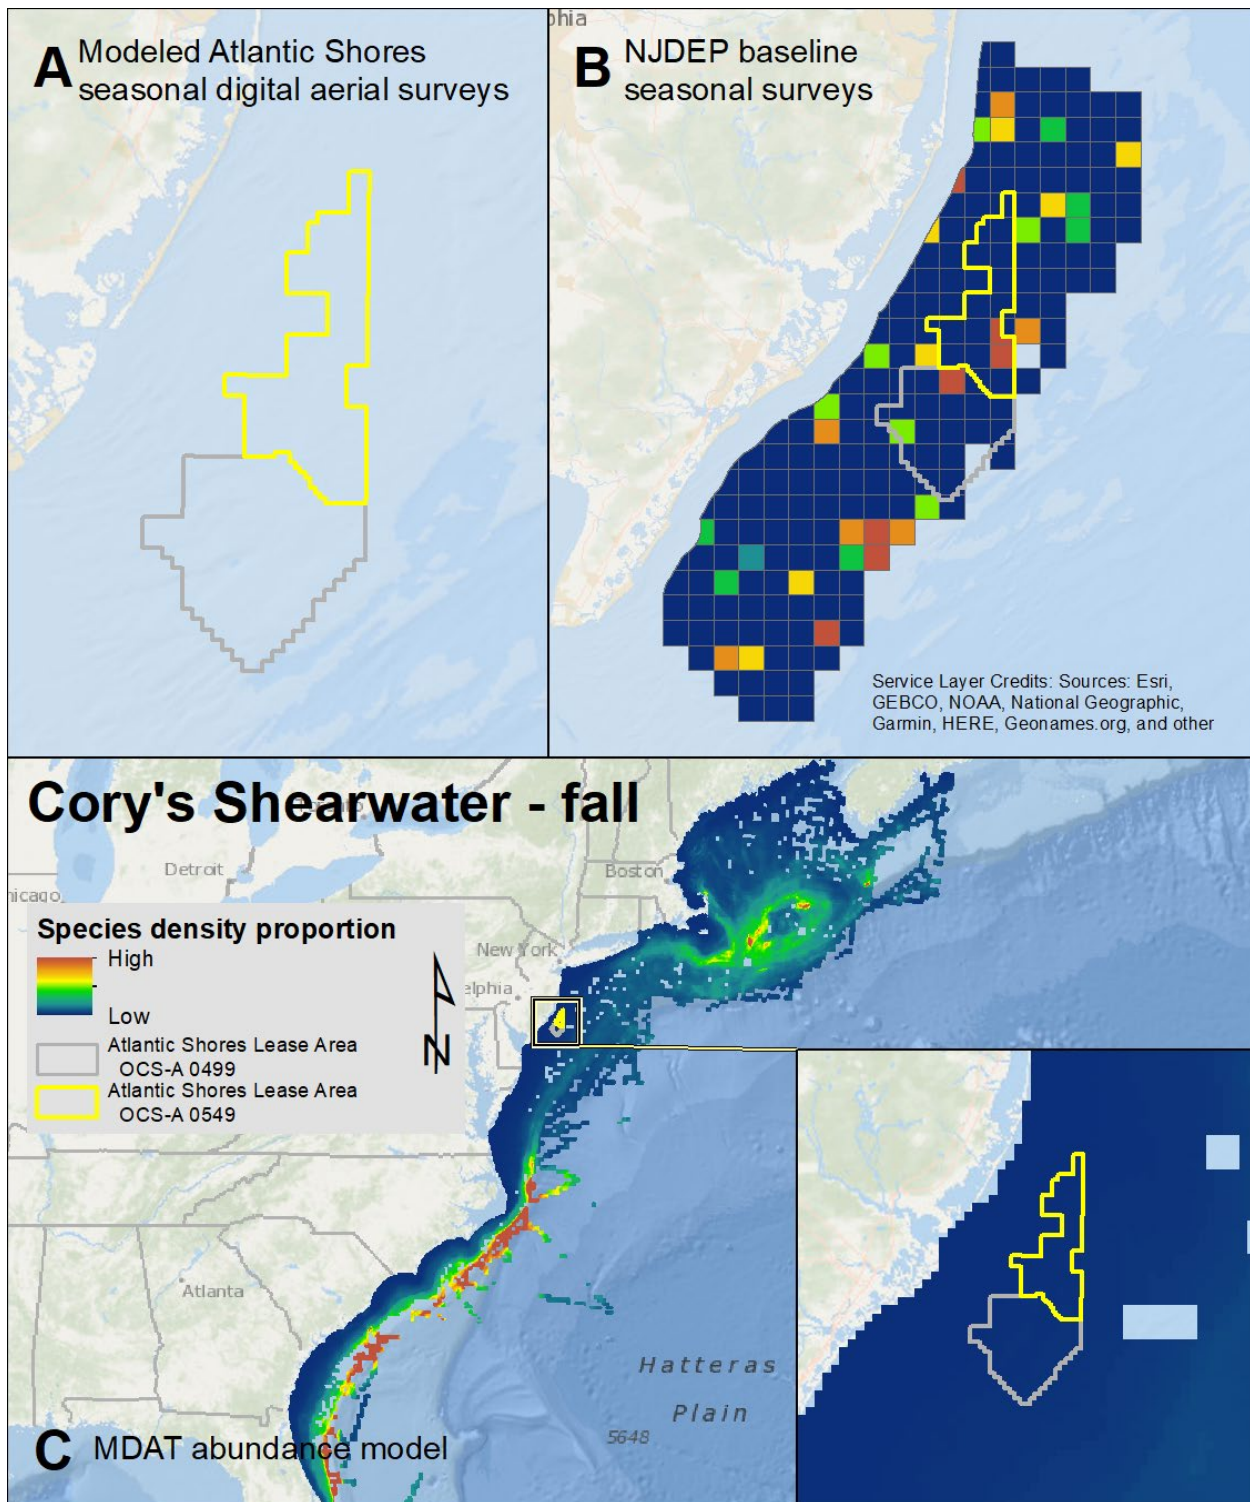 phia
A Modeled Atlantic Shores
seasonal digital aerial surveys
B NJDEP baseline
seasonal surveys
Service Layer Credits: Sources: Esri,
GEBCO, NOAA, National Geographic,
Garmin, HERE, Geonames.org, and other
Cory's Shearwater - fall
Detroit
Boston
hicago
Species density proportion
High
Low
New York
elphia
N
Atlantic Shores Lease Area
OCS-A 0499
Atlantic Shores Lease Area
OCS-A 0549
Atlanta
Hatteras
Plain
5648
C MDAT abundance model